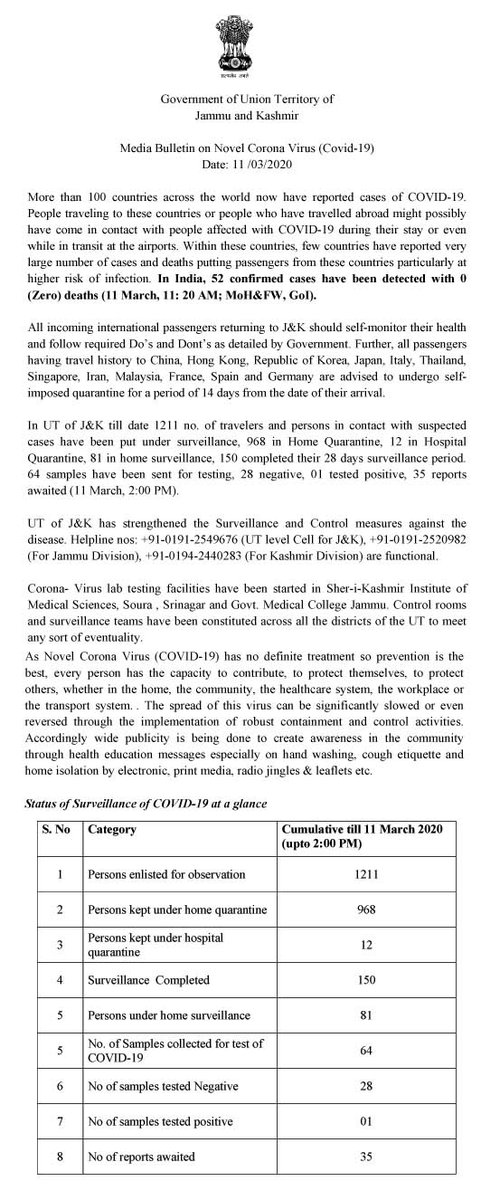 सत्यमेव जयते
Government of Union Territory of
Jammu and Kashmir
Media Bulletin on Novel Corona Virus (Covid-19)
Date: 11 /03/2020
More than 100 countries across the world now have reported cases of COVID-19.
People traveling to these countries or people who have travelled abroad might possibly
have come in contact with people affected with COVID-19 during their stay or even
while in transit at the airports. Within these countries, few countries have reported very
large number of cases and deaths putting passengers from these countries particularly at
higher risk of infection. In India, 52 confirmed cases have been detected with 0
(Zero) deaths (11 March, 11: 20 AM; MoH&FW, GoI).
All incoming international passengers returning to J&K should self-monitor their health
and follow required Do's and Dont's as detailed by Government. Further, all passengers
having travel history to China, Hong Kong, Republic of Korea, Japan, Italy, Thailand,
Singapore, Iran, Malaysia, France, Spain and Germany are advised to undergo self-
imposed quarantine for a period of 14 days from the date of their arrival.
In UT of J&K till date 1211 no. of travelers and persons in contact with suspected
cases have been put under surveillance, 968 in Home Quarantine, 12 in Hospital
Quarantine, 81 in home surveillance, 150 completed their 28 days surveillance period.
64 samples have been sent for testing, 28 negative, 01 tested positive, 35 reports
awaited (11 March, 2:00 PM).
UT of J&K has strengthened the Surveillance and Control measures against the
disease. Helpline nos: +91-0191-2549676 (UT level Cell for J&K), +91-0191-2520982
(For Jammu Division), +91-0194-2440283 (For Kashmir Division) are functional.
Corona- Virus lab testing facilities have been started in Sher-i-Kashmir Institute of
Medical Sciences, Soura , Srinagar and Govt. Medical College Jammu. Control rooms
and surveillance teams have been constituted across all the districts of the UT to meet
any sort of eventuality.
As Novel Corona Virus (COVID-19) has no definite treatment so prevention is the
best, every person has the capacity to contribute, to protect themselves, to protect
others, whether in the home, the community, the healthcare system, the workplace or
the transport system. . The spread of this virus can be significantly slowed or even
reversed through the implementation of robust containment and control activities.
Accordingly wide publicity is being done to create awareness in the community
through health education messages especially on hand washing, cough etiquette and
home isolation by electronic, print media, radio jingles & leaflets etc.
Status of Surveillance of COVID-19 at a glance
S. No Category Cumulative till 11 March 2020
(upto 2:00 PM)
1 Persons enlisted for observation 1211
2 Persons kept under home quarantine 968
3 Persons kept under hospital
quarantine 12
4 Surveillance Completed 150
5 Persons under home surveillance 81
5 No. of Samples collected for test of
COVID-19 64
6 No of samples tested Negative 28
7 No of samples tested positive 01
8 No of reports awaited 35